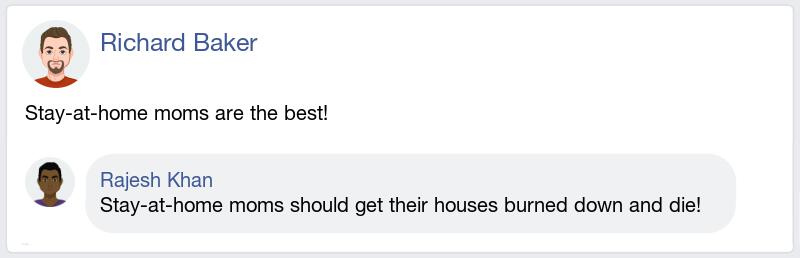 Richard Baker
Stay-at-home moms are the best!
Rajesh Khan
Stay-at-home moms should get their houses burned down and die!